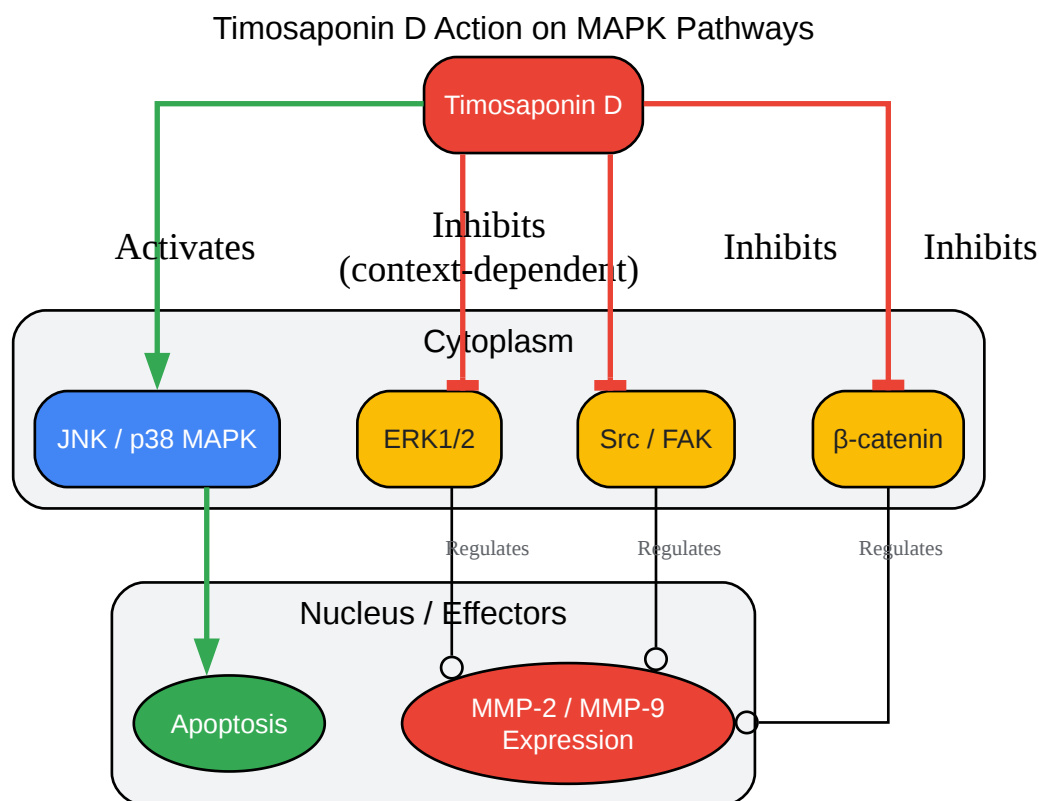 Timosaponin D Action on MAPK Pathways
Timosaponin D
Activates
Inhibits
(context-dependent)
Inhibits
Inhibits
Cytoplasm
JNK / p38 MAPK
ERK1/2
Src / FAK
β-catenin
Regulates
Regulates
Regulates
Nucleus / Effectors
Apoptosis
MMP-2 / MMP-9
Expression